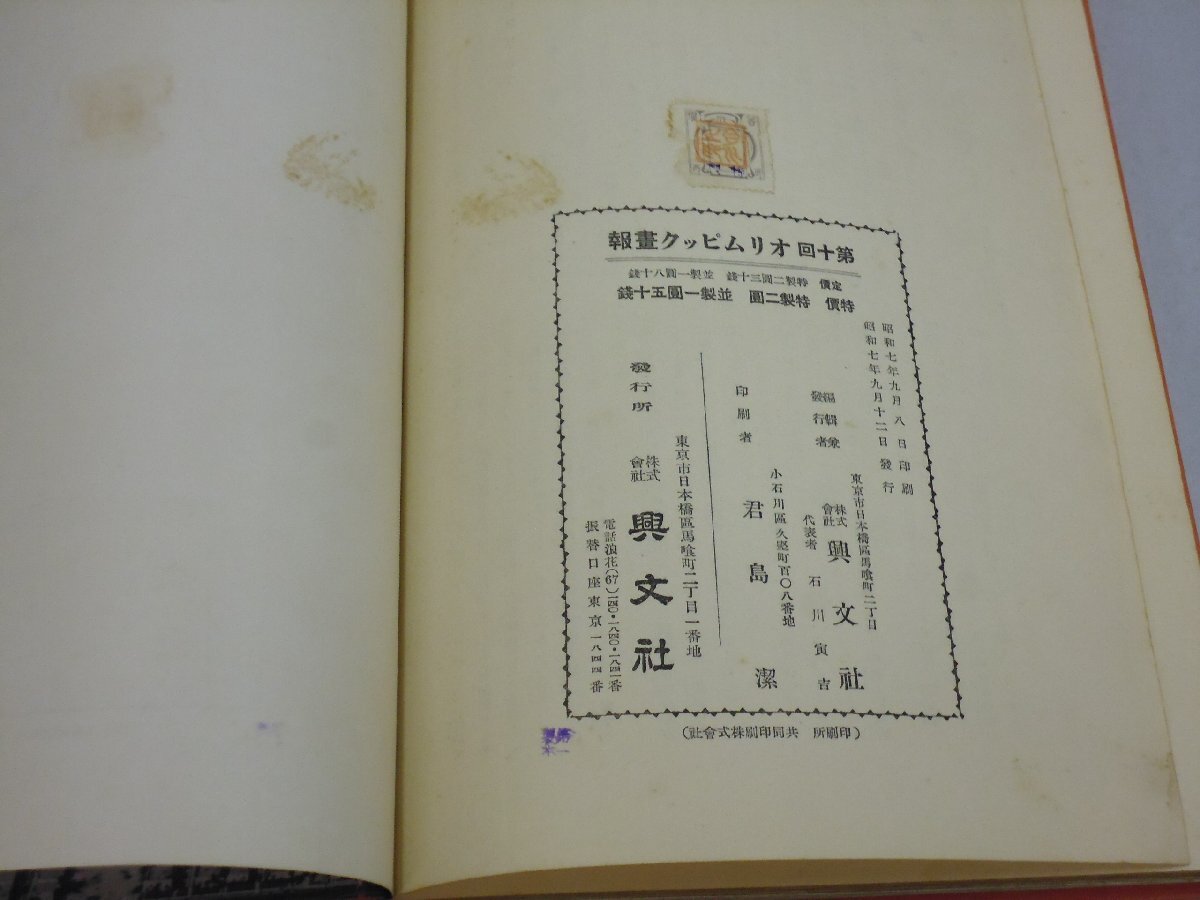 第十回 オリムピック畫報
定價 特製二圓三十錢 並製一圓八十錢
特價 特製二圓 並製一圓五十錢
昭和七年九月八日印刷
昭和七年九月十二日發行
東京市日本橋區馬喰町二丁目
編輯兼
發行者 株式會社 興文社
代表者 石川寅吉
小石川區久堅町百〇八番地
印刷者 君島潔
東京市日本橋區馬喰町二丁目一番地
發行所 株式會社 興文社
電話浪花(67) 一八四〇・一八四一番
振替口座東京一八四四番
(印刷所 共同印刷株式會社)